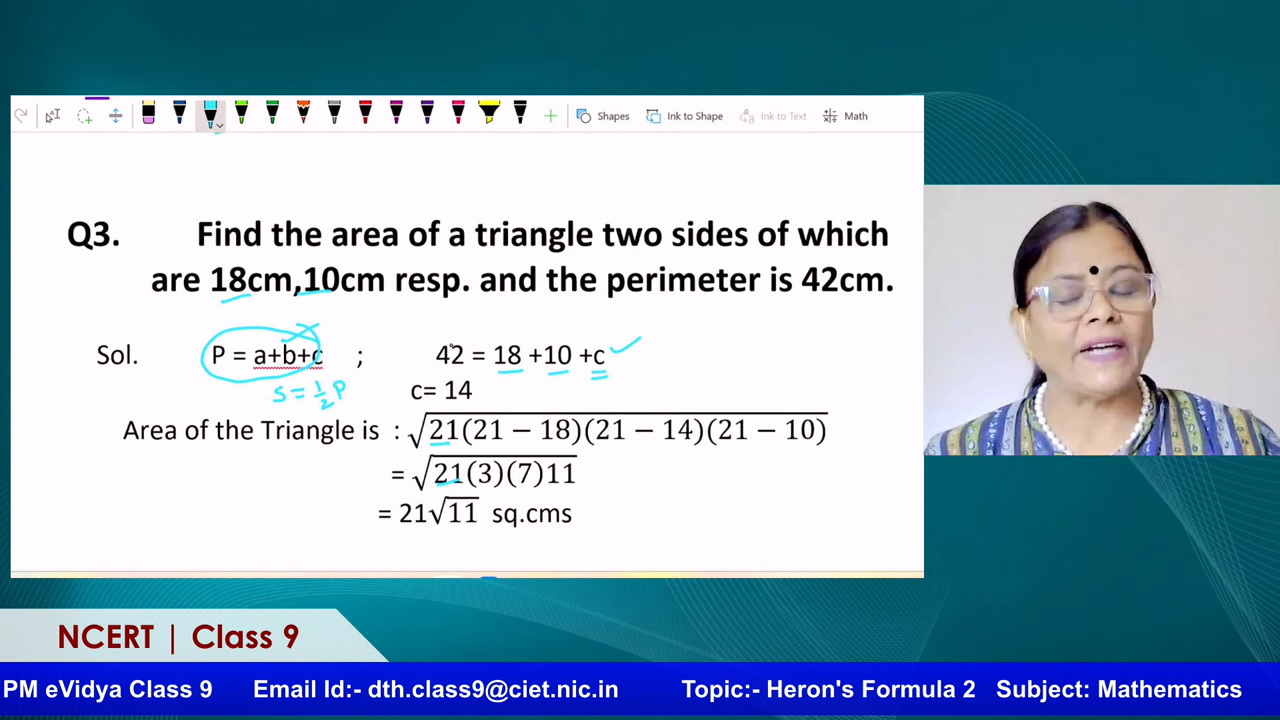 Shapes Ink to Shape Ink to Text Math
Q3. Find the area of a triangle two sides of which
are 18cm,10cm resp. and the perimeter is 42cm.
Sol. P = a+b+c ; 42 = 18 +10 +c
s = 1/2 P
c= 14
Area of the Triangle is : √21(21 − 18)(21 − 14)(21 − 10)
= √21(3)(7)11
= 21√11 sq.cms
NCERT | Class 9
PM eVidya Class 9 Email Id:- dth.class9@ciet.nic.in Topic:- Heron's Formula 2 Subject: Mathematics